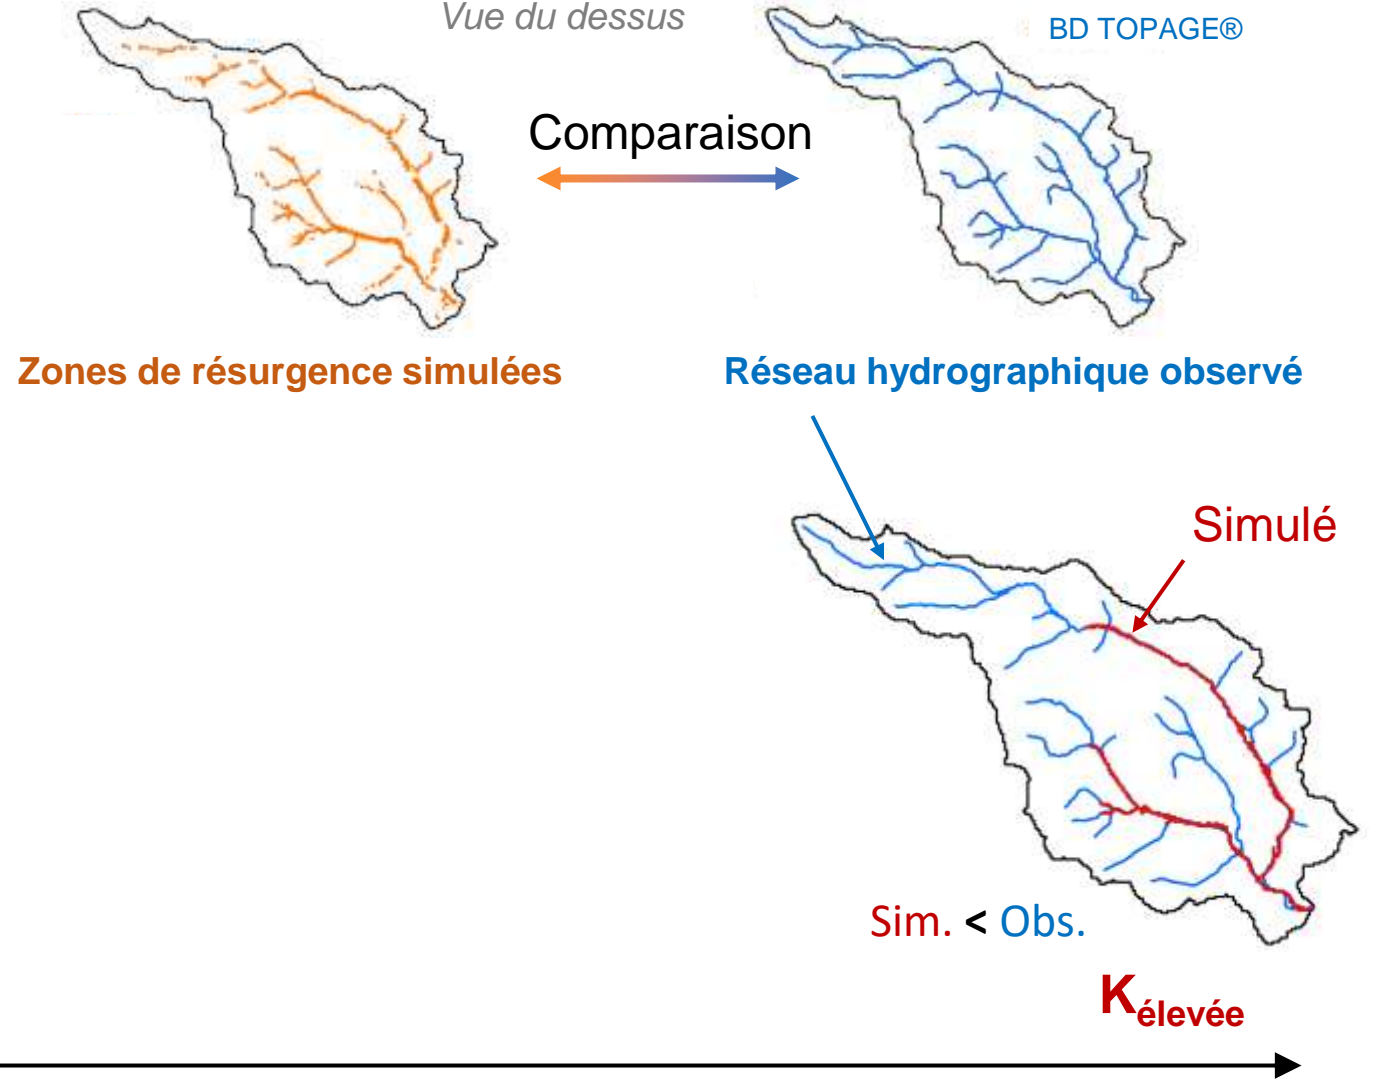 Vue du dessus
BD TOPAGE®
Comparaison
Zones de résurgence simulées
Réseau hydrographique observé
Simulé
Sim. < Obs.
Kélevée